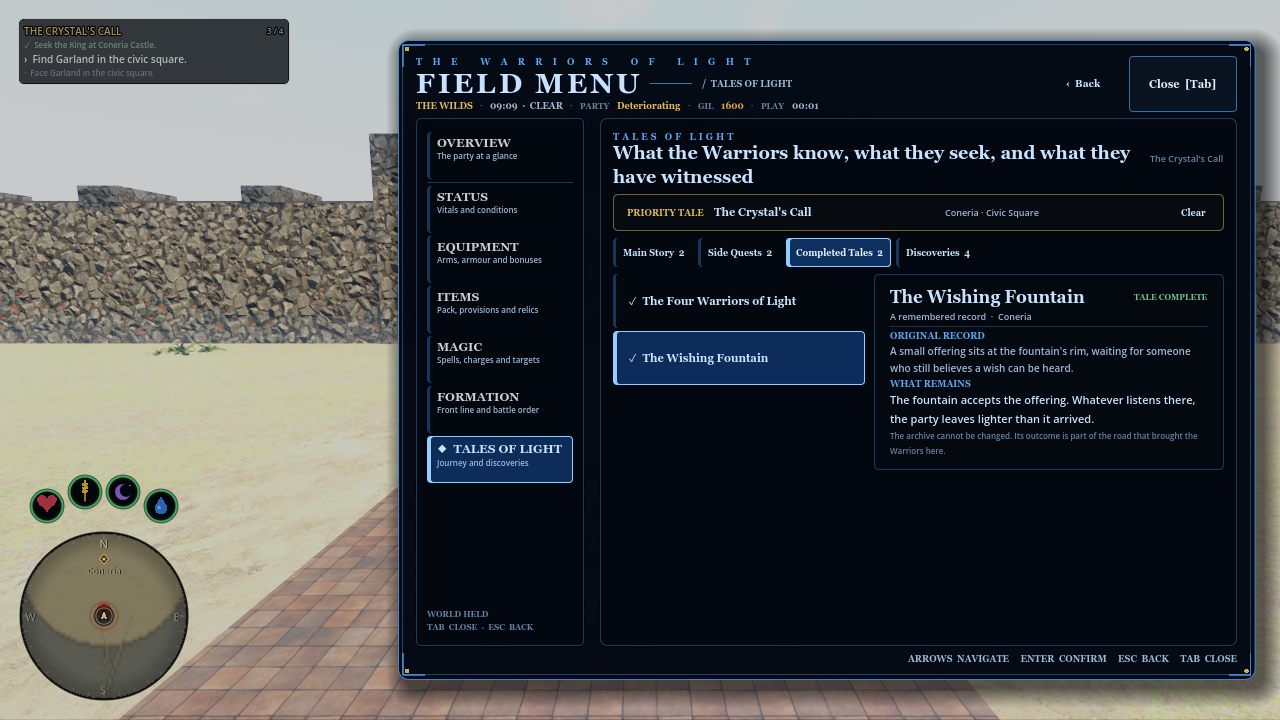 THE CRYSTAL'S CALL 3/4
✓ Seek the King at Coneria Castle.
› Find Garland in the civic square.
· Face Garland in the civic square.
THE WARRIORS OF LIGHT
FIELD MENU / TALES OF LIGHT
‹ Back
Close [Tab]
THE WILDS · 09:09 · CLEAR · PARTY Deteriorating · GIL 1600 · PLAY 00:01
OVERVIEW
The party at a glance
STATUS
Vitals and conditions
EQUIPMENT
Arms, armour and bonuses
ITEMS
Pack, provisions and relics
MAGIC
Spells, charges and targets
FORMATION
Front line and battle order
◆ TALES OF LIGHT
Journey and discoveries
WORLD HELD
TAB CLOSE · ESC BACK
TALES OF LIGHT
What the Warriors know, what they seek, and what they
have witnessed
The Crystal's Call
PRIORITY TALE The Crystal's Call Coneria · Civic Square Clear
Main Story 2 Side Quests 2 Completed Tales 2 Discoveries 4
✓ The Four Warriors of Light
✓ The Wishing Fountain
The Wishing Fountain TALE COMPLETE
A remembered record · Coneria
ORIGINAL RECORD
A small offering sits at the fountain's rim, waiting for someone
who still believes a wish can be heard.
WHAT REMAINS
The fountain accepts the offering. Whatever listens there,
the party leaves lighter than it arrived.
The archive cannot be changed. Its outcome is part of the road that brought the
Warriors here.
ARROWS NAVIGATE ENTER CONFIRM ESC BACK TAB CLOSE
N
Coneria
W A E
S